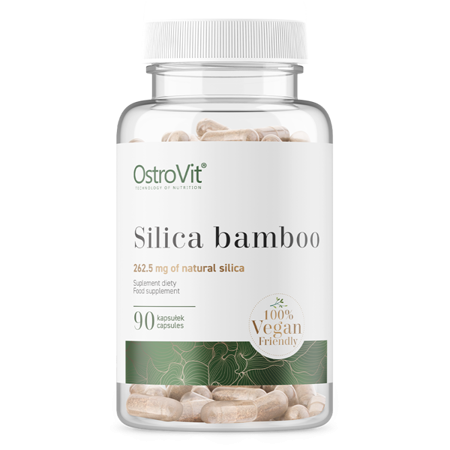 OstroVit®
TECHNOLOGY OF NUTRITION
Silica bamboo
262.5 mg of natural silica
Suplement diety
Food supplement
90 kapsułek
capsules
100%
Vegan
Friendly